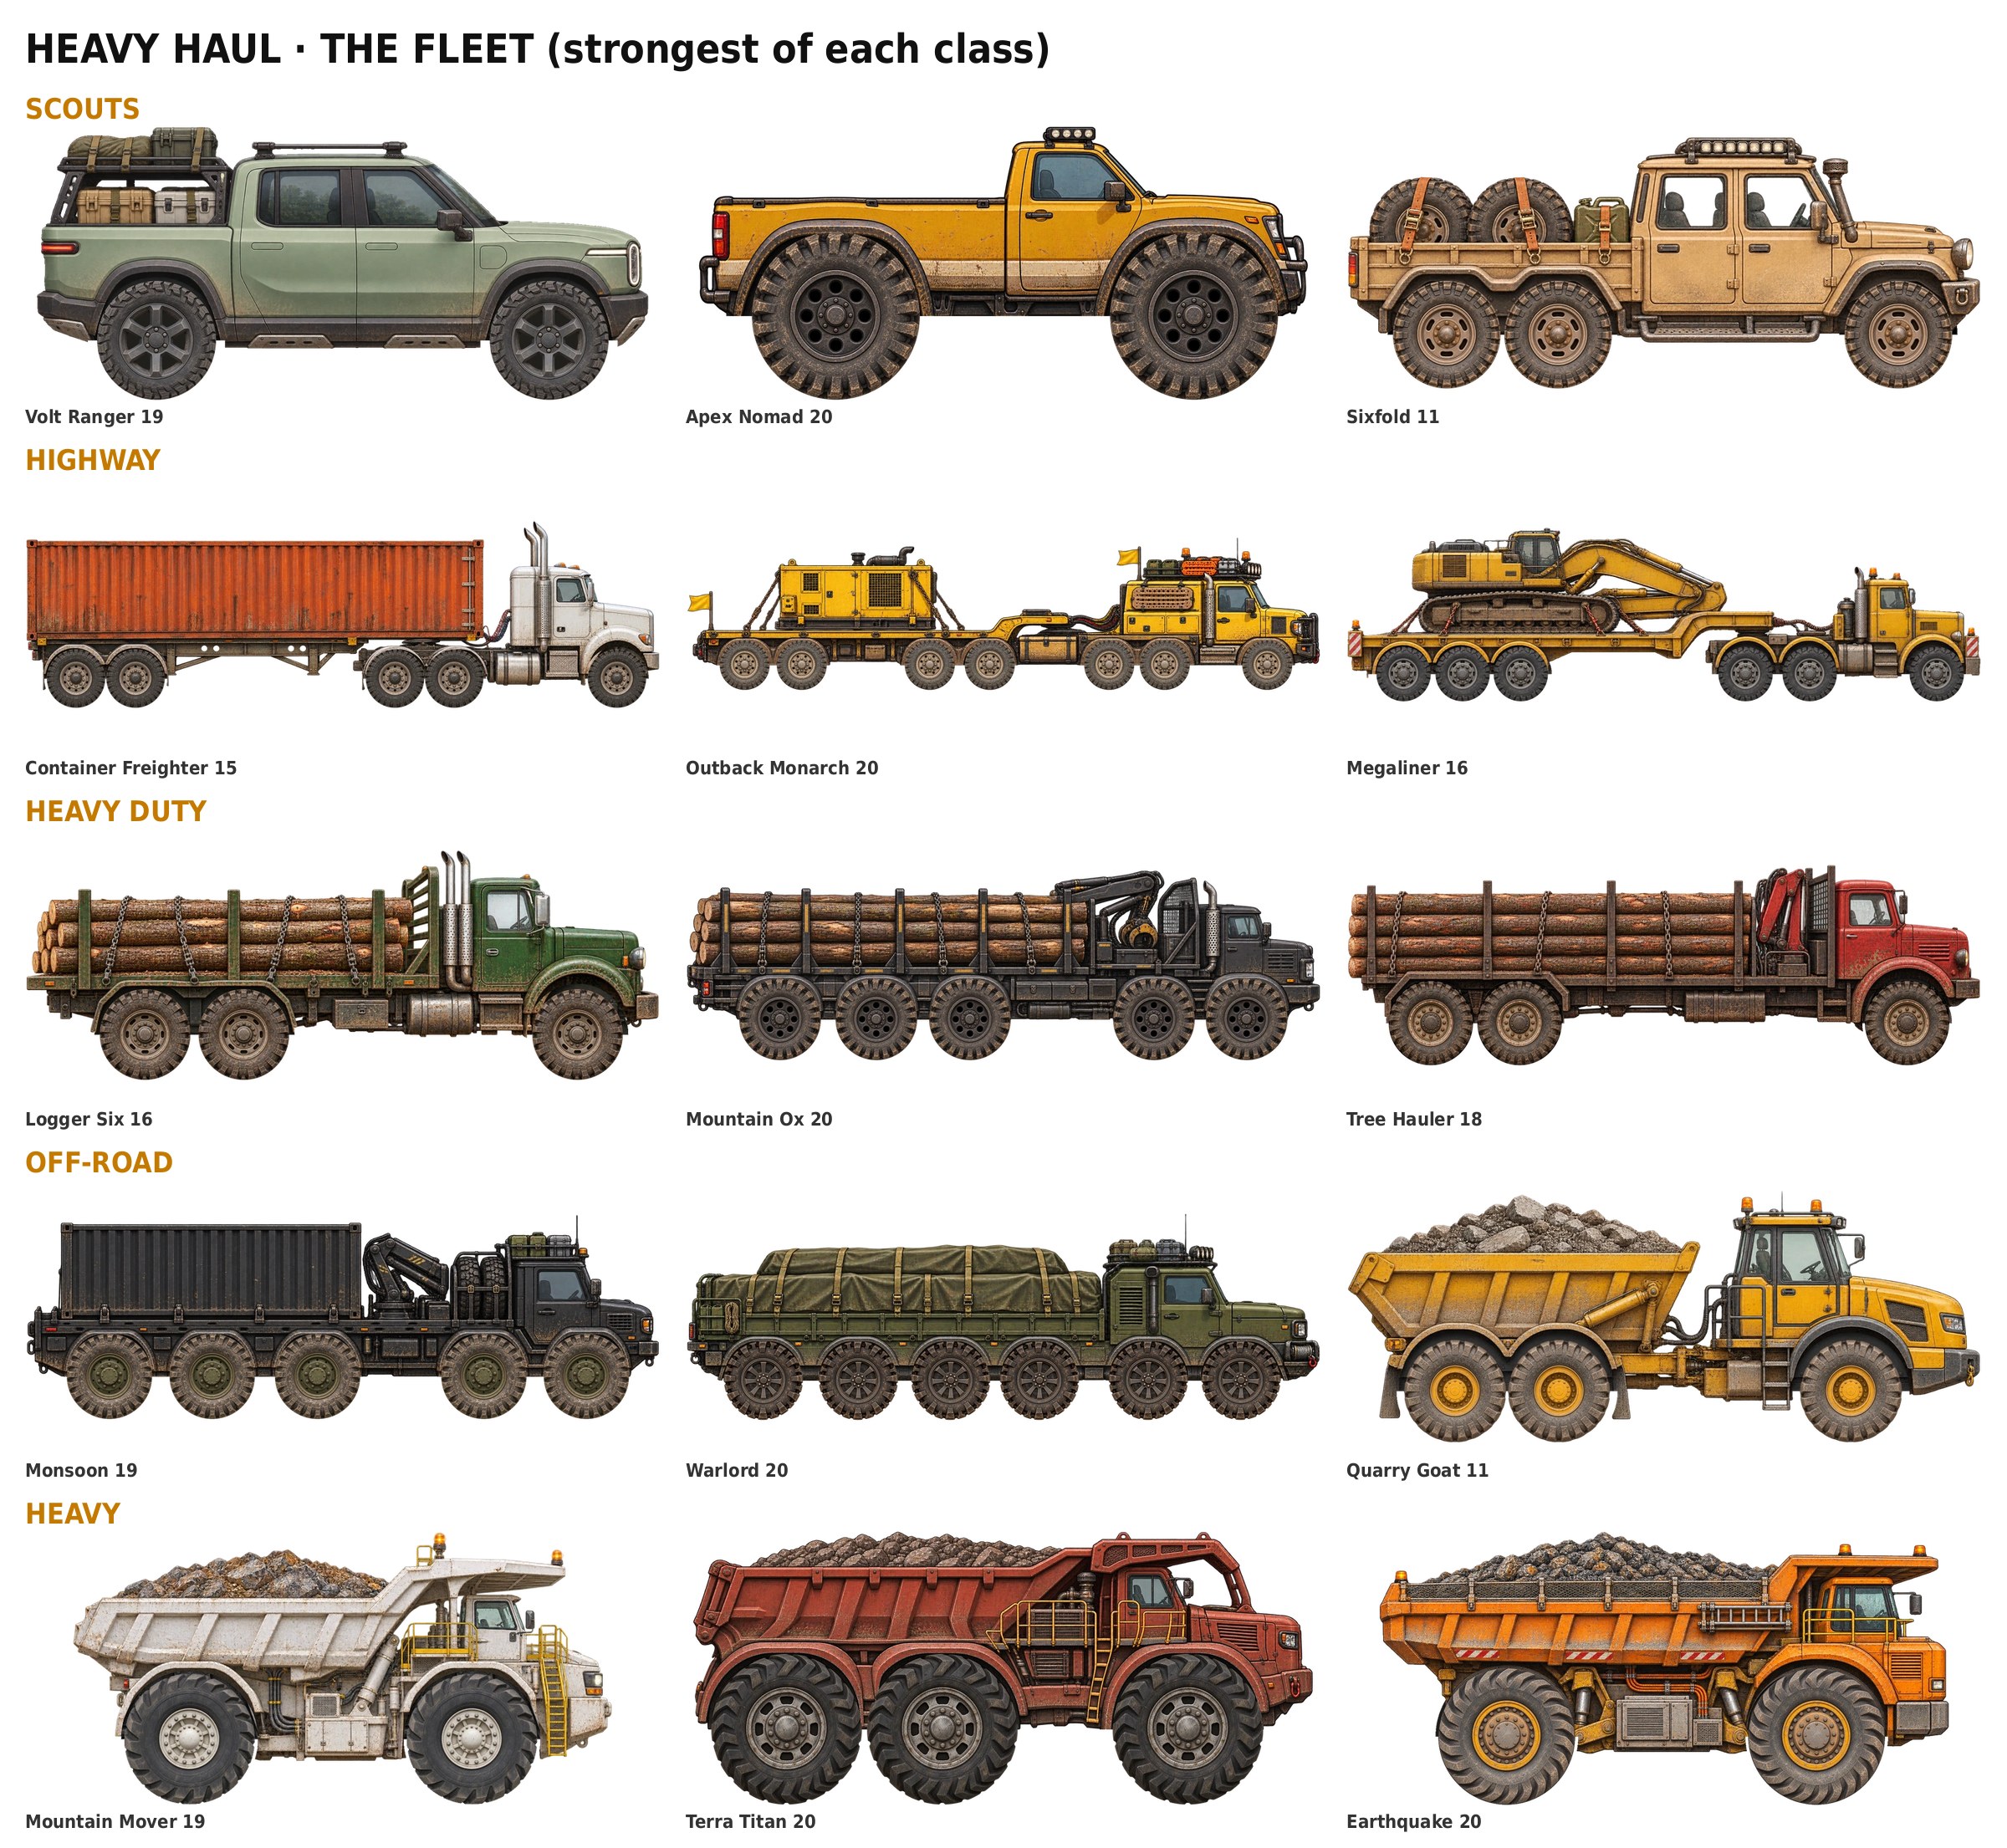 HEAVY HAUL · THE FLEET (strongest of each class)
SCOUTS
Volt Ranger 19
Apex Nomad 20
Sixfold 11
HIGHWAY
Container Freighter 15
Outback Monarch 20
Megaliner 16
HEAVY DUTY
Logger Six 16
Mountain Ox 20
Tree Hauler 18
OFF-ROAD
Monsoon 19
Warlord 20
Quarry Goat 11
HEAVY
Mountain Mover 19
Terra Titan 20
Earthquake 20